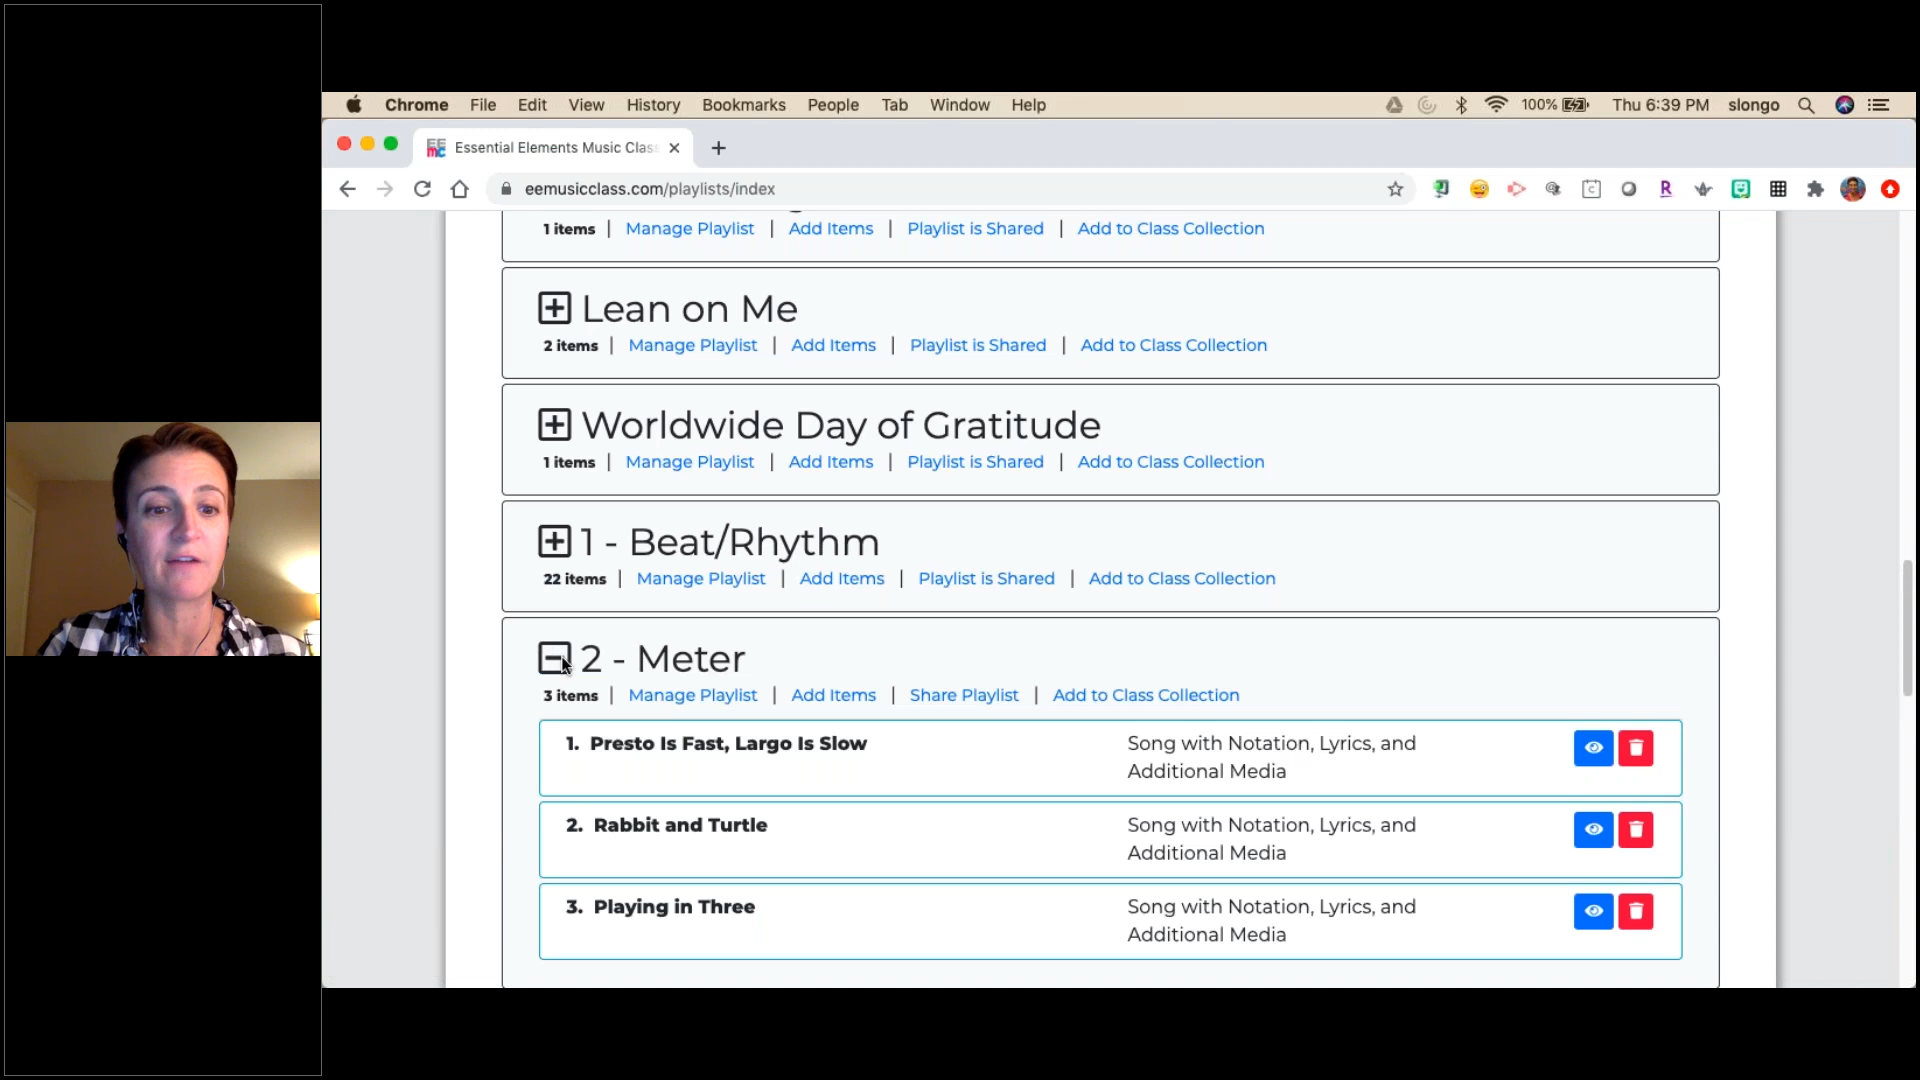 Chrome File Edit View History Bookmarks People Tab Window Help 100% Thu 6:39 PM slongo
Essential Elements Music Clas
eemusicclass.com/playlists/index
1 items | Manage Playlist | Add Items | Playlist is Shared | Add to Class Collection
Lean on Me
2 items | Manage Playlist | Add Items | Playlist is Shared | Add to Class Collection
Worldwide Day of Gratitude
1 items | Manage Playlist | Add Items | Playlist is Shared | Add to Class Collection
1 - Beat/Rhythm
22 items | Manage Playlist | Add Items | Playlist is Shared | Add to Class Collection
2 - Meter
3 items | Manage Playlist | Add Items | Share Playlist | Add to Class Collection
1. Presto Is Fast, Largo Is Slow Song with Notation, Lyrics, and
Additional Media
2. Rabbit and Turtle Song with Notation, Lyrics, and
Additional Media
3. Playing in Three Song with Notation, Lyrics, and
Additional Media